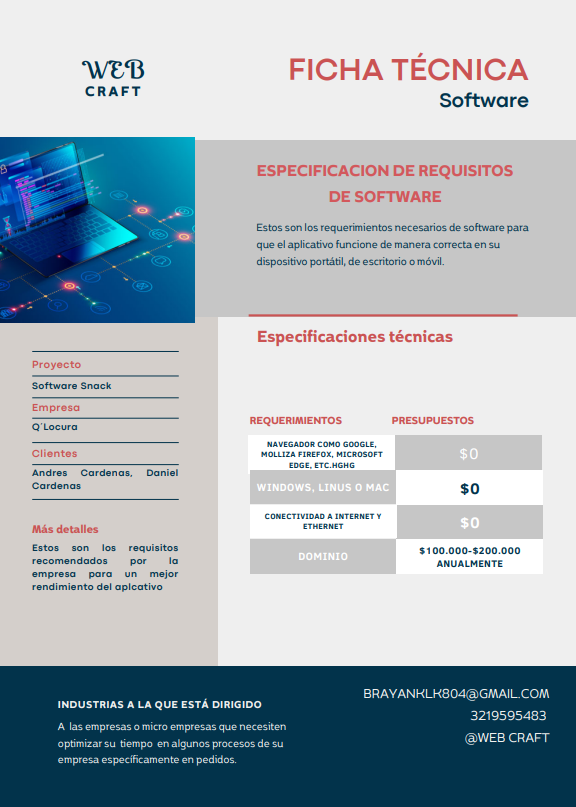 WEB
CRAFT
FICHA TÉCNICA
Software
ESPECIFICACION DE REQUISITOS
DE SOFTWARE
Estos son los requerimientos necesarios de software para
que el aplicativo funcione de manera correcta en su
dispositivo portátil, de escritorio o móvil.
Especificaciones técnicas
Proyecto
Software Snack
Empresa
Q´Locura
Clientes
Andres Cardenas, Daniel
Cardenas
Más detalles
Estos son los requisitos
recomendados por la
empresa para un mejor
rendimiento del aplcativo
REQUERIMIENTOS PRESUPUESTOS
NAVEGADOR COMO GOOGLE,
MOLLIZA FIREFOX, MICROSOFT
EDGE, ETC.HGHG
$0
WINDOWS, LINUS O MAC $0
CONECTIVIDAD A INTERNET Y
ETHERNET
$0
DOMINIO
$100.000-$200.000
ANUALMENTE
INDUSTRIAS A LA QUE ESTÁ DIRIGIDO
A las empresas o micro empresas que necesiten
optimizar su tiempo en algunos procesos de su
empresa específicamente en pedidos.
BRAYANKLK804@GMAIL.COM
3219595483
@WEB CRAFT